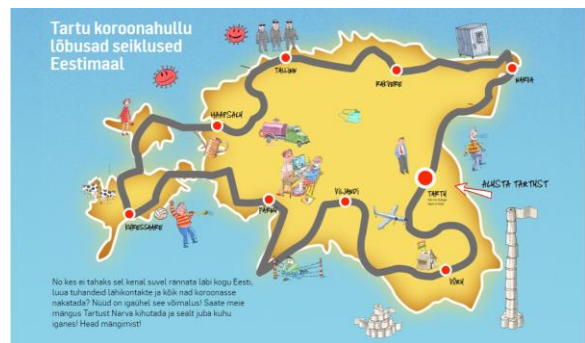 Tartu koroonahullu
lõbusad seiklused
Eestimaal
TALLINN
RAKVERE
NARVA
HAAPSALU
ALUSTA TARTUST
TARTU
VILJANDI
PÄRNU
KURESSAARE
VÕRU
No kes ei tahaks sel kenal suvel rännata läbi kogu Eesti,
luua tuhandeid lähikontakte ja kõik nad koroonasse
nakatada? Nüüd on igaühel see võimalus! Saate meie
mängus Tartust Narva kihutada ja sealt juba kuhu
iganes! Head mängimist!